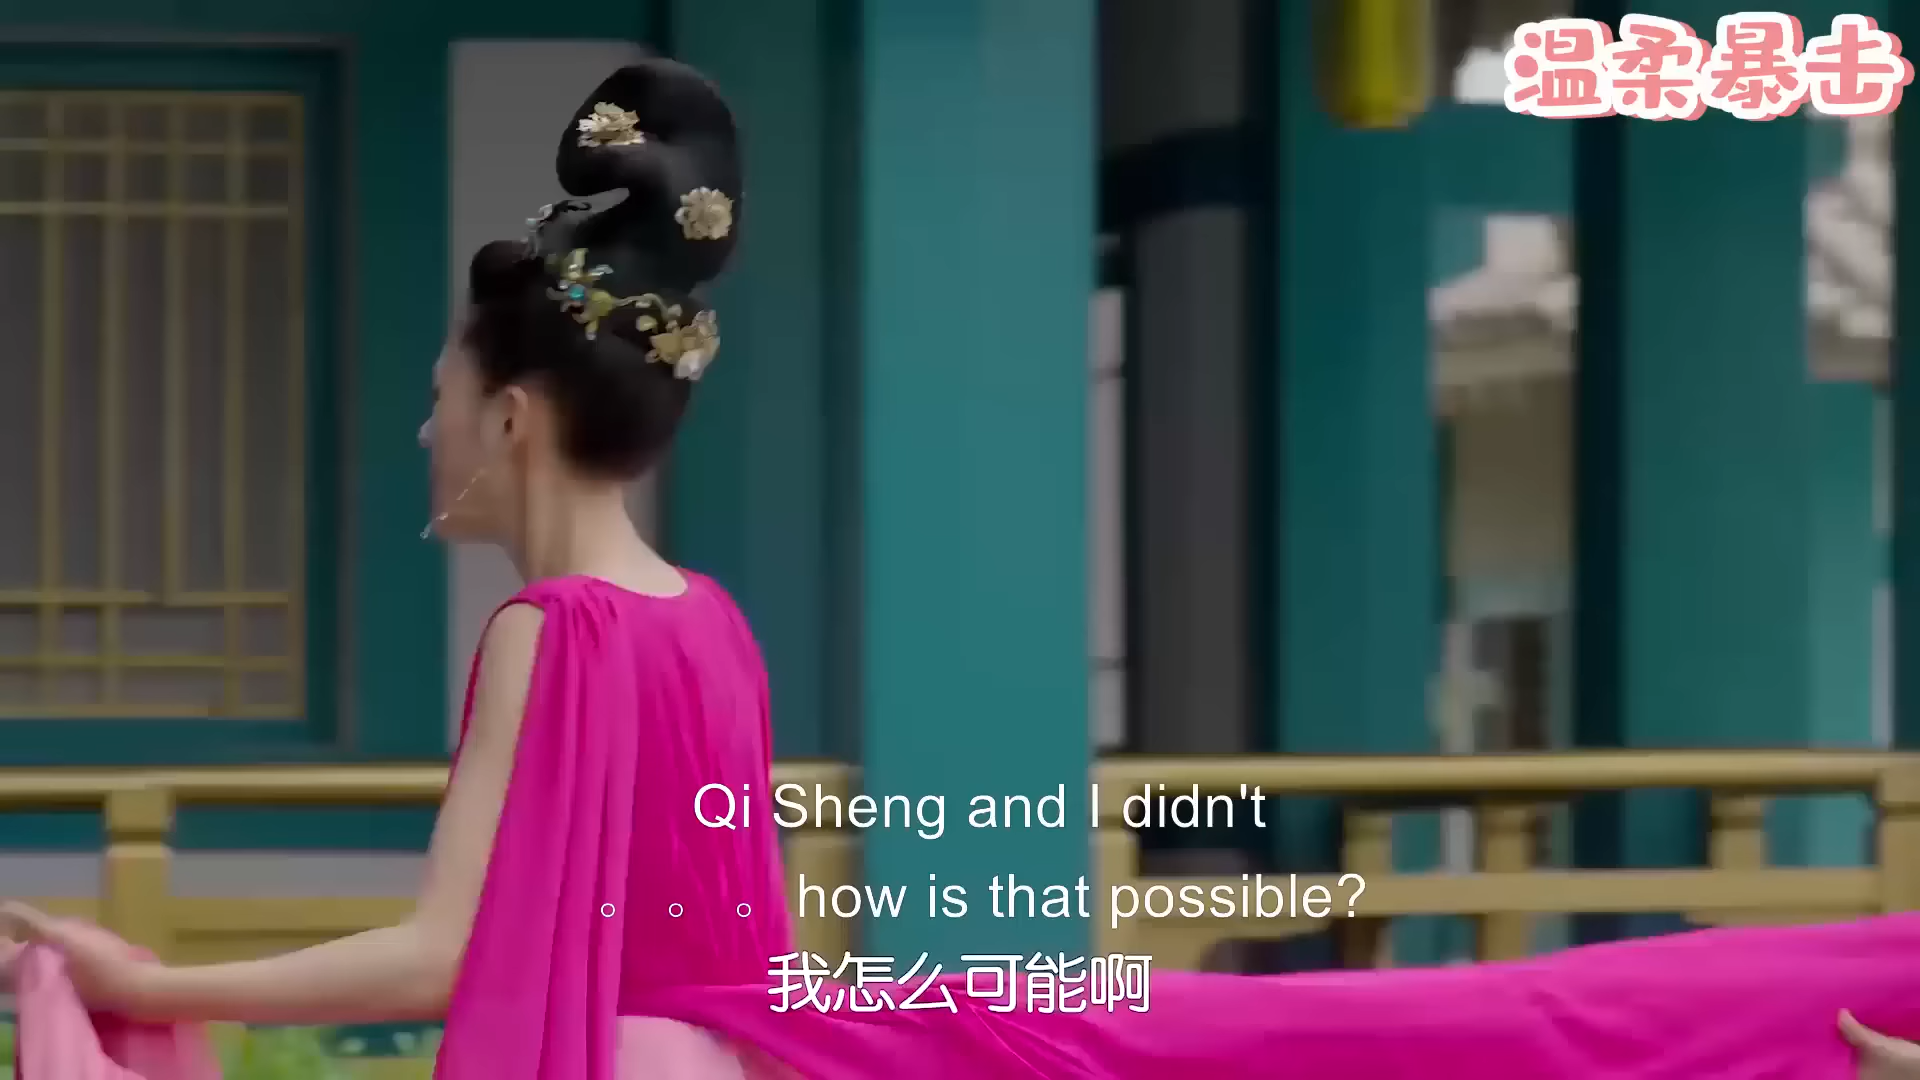 温柔暴击
Qi Sheng and I didn't
。。。how is that possible?
我怎么可能啊